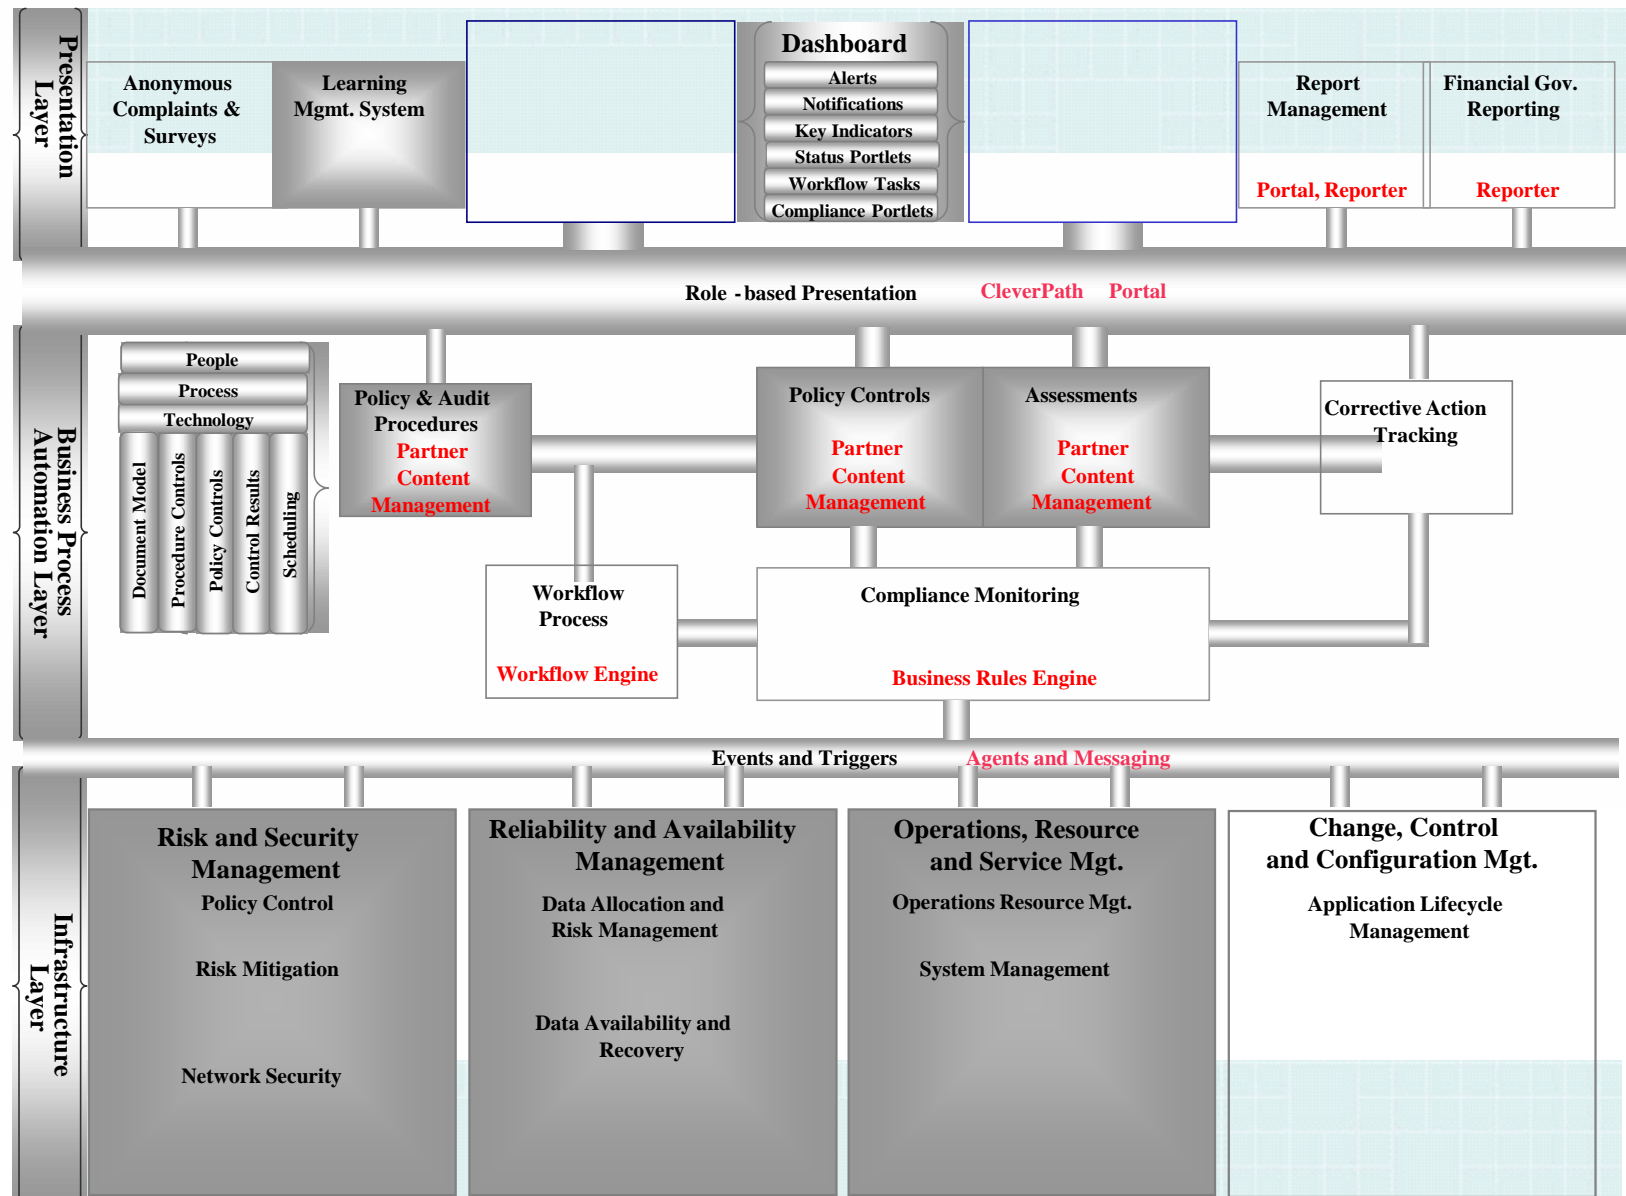 Presentation
Layer
Anonymous
Complaints &
Surveys
Learning
Mgmt. System
Dashboard
Alerts
Notifications
Key Indicators
Status Portlets
Workflow Tasks
Compliance Portlets
Report
Management
Portal, Reporter
Financial Gov.
Reporting
Reporter
Role - based Presentation CleverPath Portal
Business Process
Automation Layer
People
Process
Technology
Document Model
Procedure Controls
Policy Controls
Control Results
Scheduling
Policy & Audit
Procedures
Partner
Content
Management
Policy Controls
Partner
Content
Management
Assessments
Partner
Content
Management
Corrective Action
Tracking
Workflow
Process
Workflow Engine
Compliance Monitoring
Business Rules Engine
Events and Triggers Agents and Messaging
Infrastructure
Layer
Risk and Security
Management
Policy Control
Risk Mitigation
Network Security
Reliability and Availability
Management
Data Allocation and
Risk Management
Data Availability and
Recovery
Operations, Resource
and Service Mgt.
Operations Resource Mgt.
System Management
Change, Control
and Configuration Mgt.
Application Lifecycle
Management